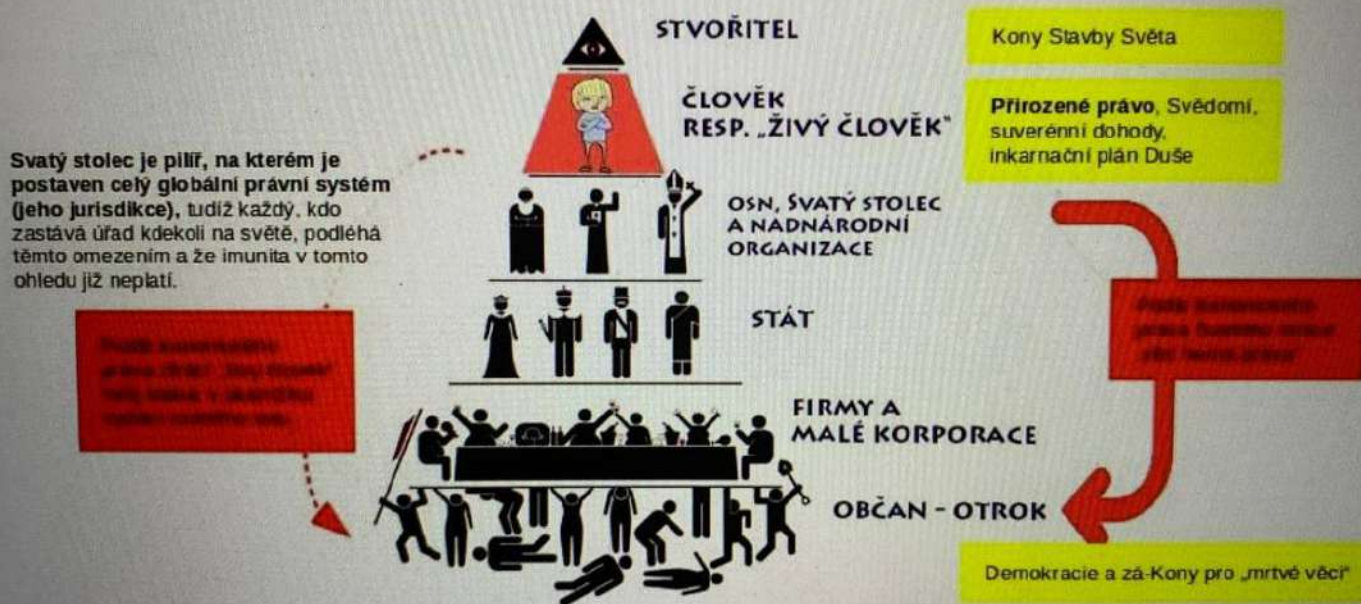 STVOŘITEL
Kony Stavby Světa
ČLOVĚK
RESP. „ŽIVÝ ČLOVĚK"
Přirozené právo, Svědomí,
suverénní dohody,
inkarnační plán Duše
Svatý stolec je pilíř, na kterém je
postaven celý globální právní systém
(jeho jurisdikce), tudíž každý, kdo
zastává úřad kdekoli na světě, podléhá
těmto omezením a že imunita v tomto
ohledu již neplatí.
OSN, SVATÝ STOLEC
A NADNÁRODNÍ
ORGANIZACE
STÁT
FIRMY A
MALÉ KORPORACE
OBČAN - OTROK
Demokracie a zá-Kony pro „mrtvé věci"